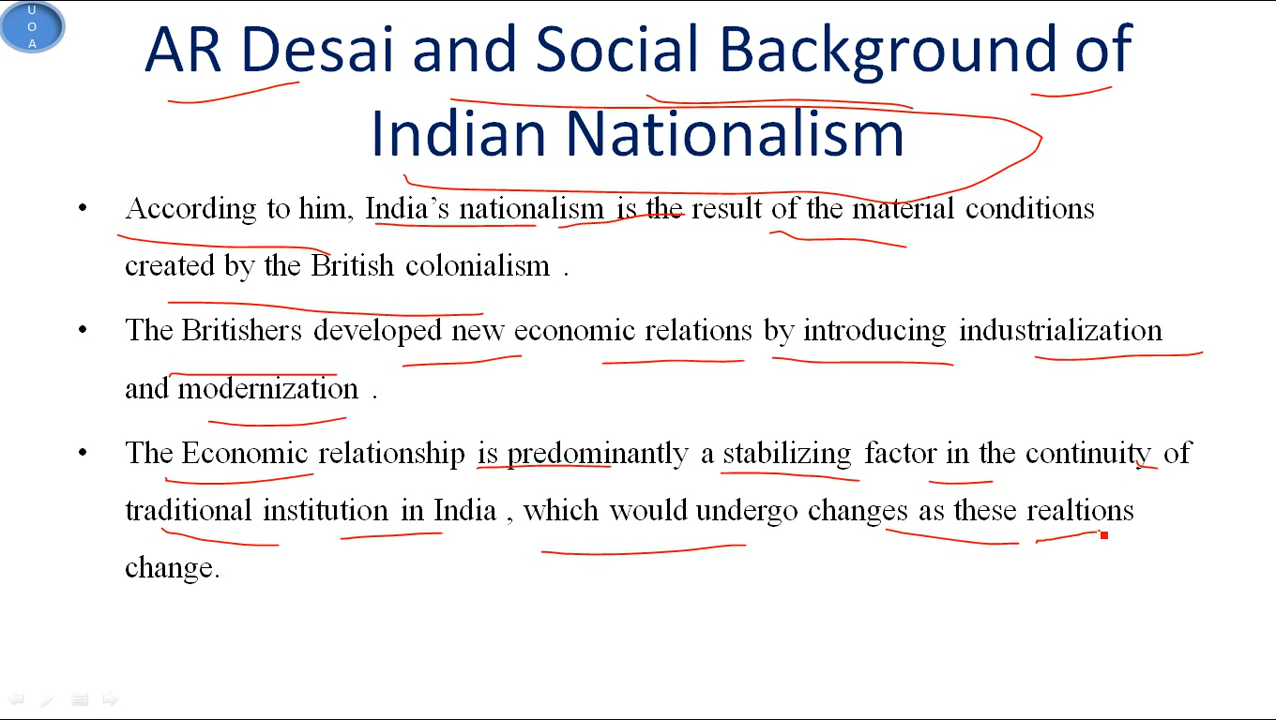 U
O
A
AR Desai and Social Background of
Indian Nationalism
• According to him, India’s nationalism is the result of the material conditions
created by the British colonialism .
• The Britishers developed new economic relations by introducing industrialization
and modernization .
• The Economic relationship is predominantly a stabilizing factor in the continuity of
traditional institution in India , which would undergo changes as these realtions
change.